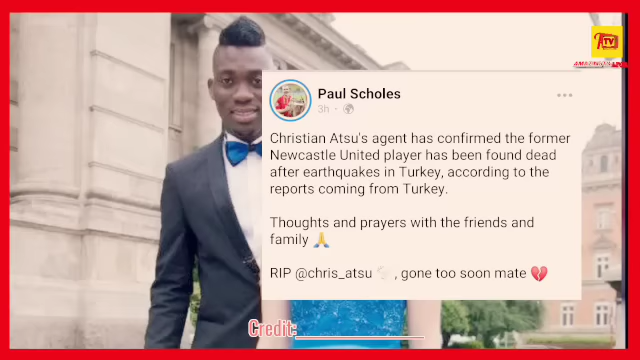 TV
Paul Scholes
3h
Christian Atsu's agent has confirmed the former
Newcastle United player has been found dead
after earthquakes in Turkey, according to the
reports coming from Turkey.
Thoughts and prayers with the friends and
family 🙏
RIP @chris_atsu 🕊️ , gone too soon mate 💔
Credit: